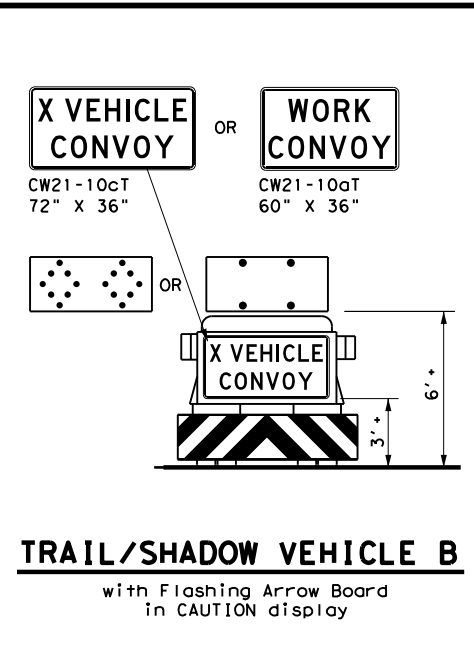 X VEHICLE
CONVOY
OR
WORK
CONVOY
CW21-10cT
72" X 36"
CW21-10aT
60" X 36"
OR
X VEHICLE
CONVOY
6' +
3' +
TRAIL/SHADOW VEHICLE B
with Flashing Arrow Board
in CAUTION display